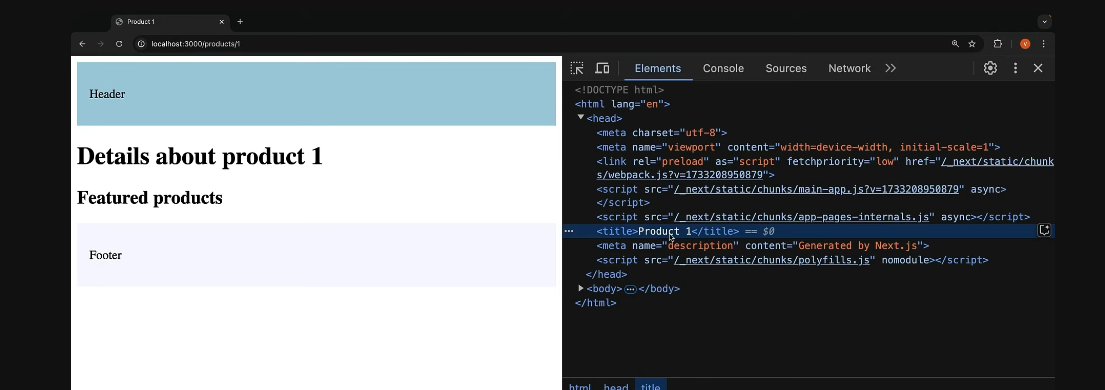 Product 1
localhost:3000/products/1
V
Header
Details about product 1
Featured products
Footer
Elements Console Sources Network
<!DOCTYPE html>
<html lang="en">
<head>
<meta charset="utf-8">
<meta name="viewport" content="width=device-width, initial-scale=1">
<link rel="preload" as="script" fetchpriority="low" href="/_next/static/chunk
s/webpack.js?v=1733208950879">
<script src="/_next/static/chunks/main-app.js?v=1733208950879" async>
</script>
<script src="/_next/static/chunks/app-pages-internals.js" async></script>
<title>Product 1</title> == $0
<meta name="description" content="Generated by Next.js">
<script src="/_next/static/chunks/polyfills.js" nomodule></script>
</head>
<body>…</body>
</html>
html head title